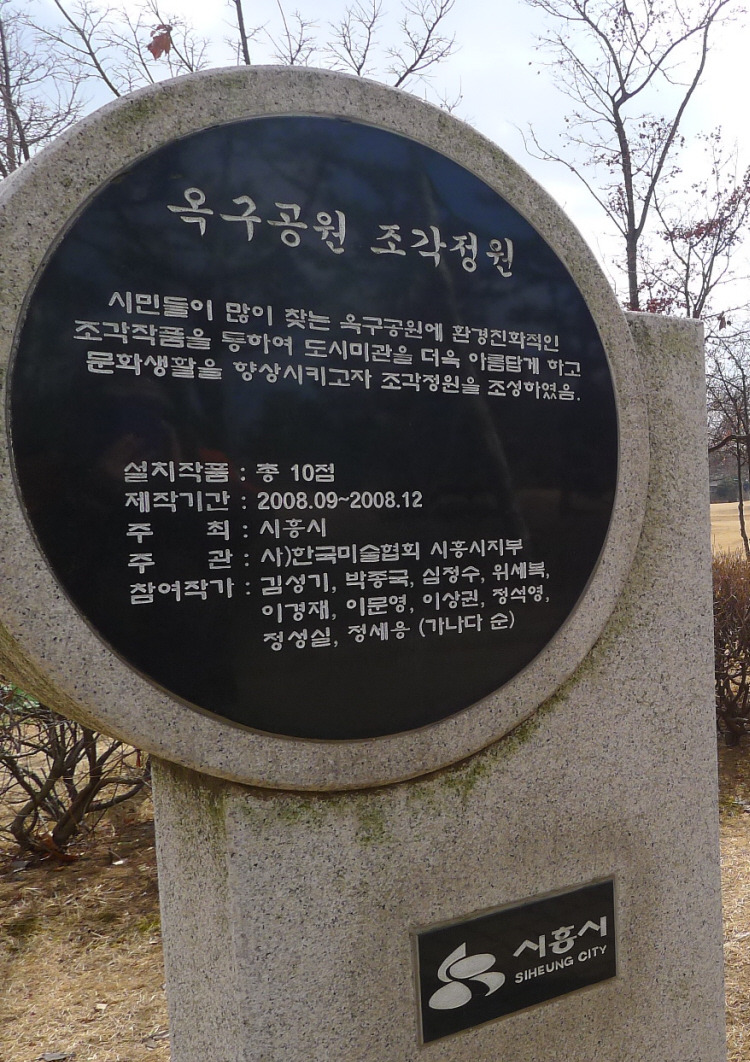 옥구공원 조각정원
시민들이 많이 찾는 옥구공원에 환경친화적인
조각작품을 통하여 도시미관을 더욱 아름답게 하고
문화생활을 향상시키고자 조각정원을 조성하였음.
설치작품 : 총 10점
제작기간 : 2008.09~2008.12
주 최 : 시흥시
주 관 : 사)한국미술협회 시흥시지부
참여작가 : 김성기, 박종국, 심정수, 위세복,
이경재, 이문영, 이상권, 정석영,
정성실, 정세웅 (가나다 순)
시흥시
SIHEUNG CITY